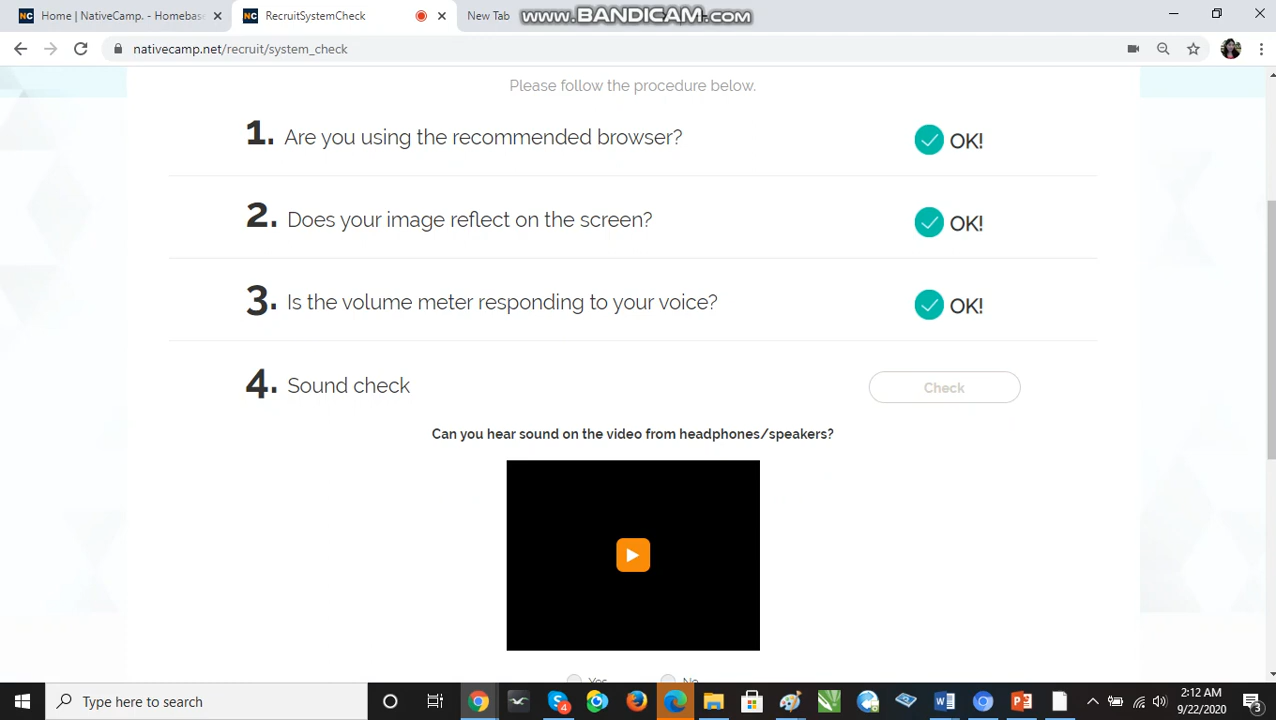 Home | NativeCamp. - Homebase
RecruitSystemCheck
New Tab
www.BANDICAM.com
nativecamp.net/recruit/system_check
Please follow the procedure below.
1. Are you using the recommended browser?
OK!
2. Does your image reflect on the screen?
OK!
3. Is the volume meter responding to your voice?
OK!
4. Sound check
Check
Can you hear sound on the video from headphones/speakers?
Yes
No
Type here to search
2:12 AM
9/22/2020